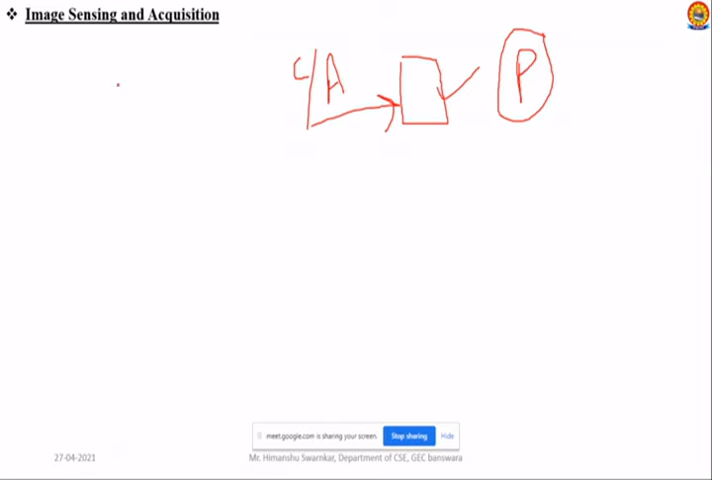 ❖ Image Sensing and Acquisition
C A P
meet.google.com is sharing your screen. Stop sharing Hide
27-04-2021 Mr. Himanshu Swarnkar, Department of CSE, GEC banswara